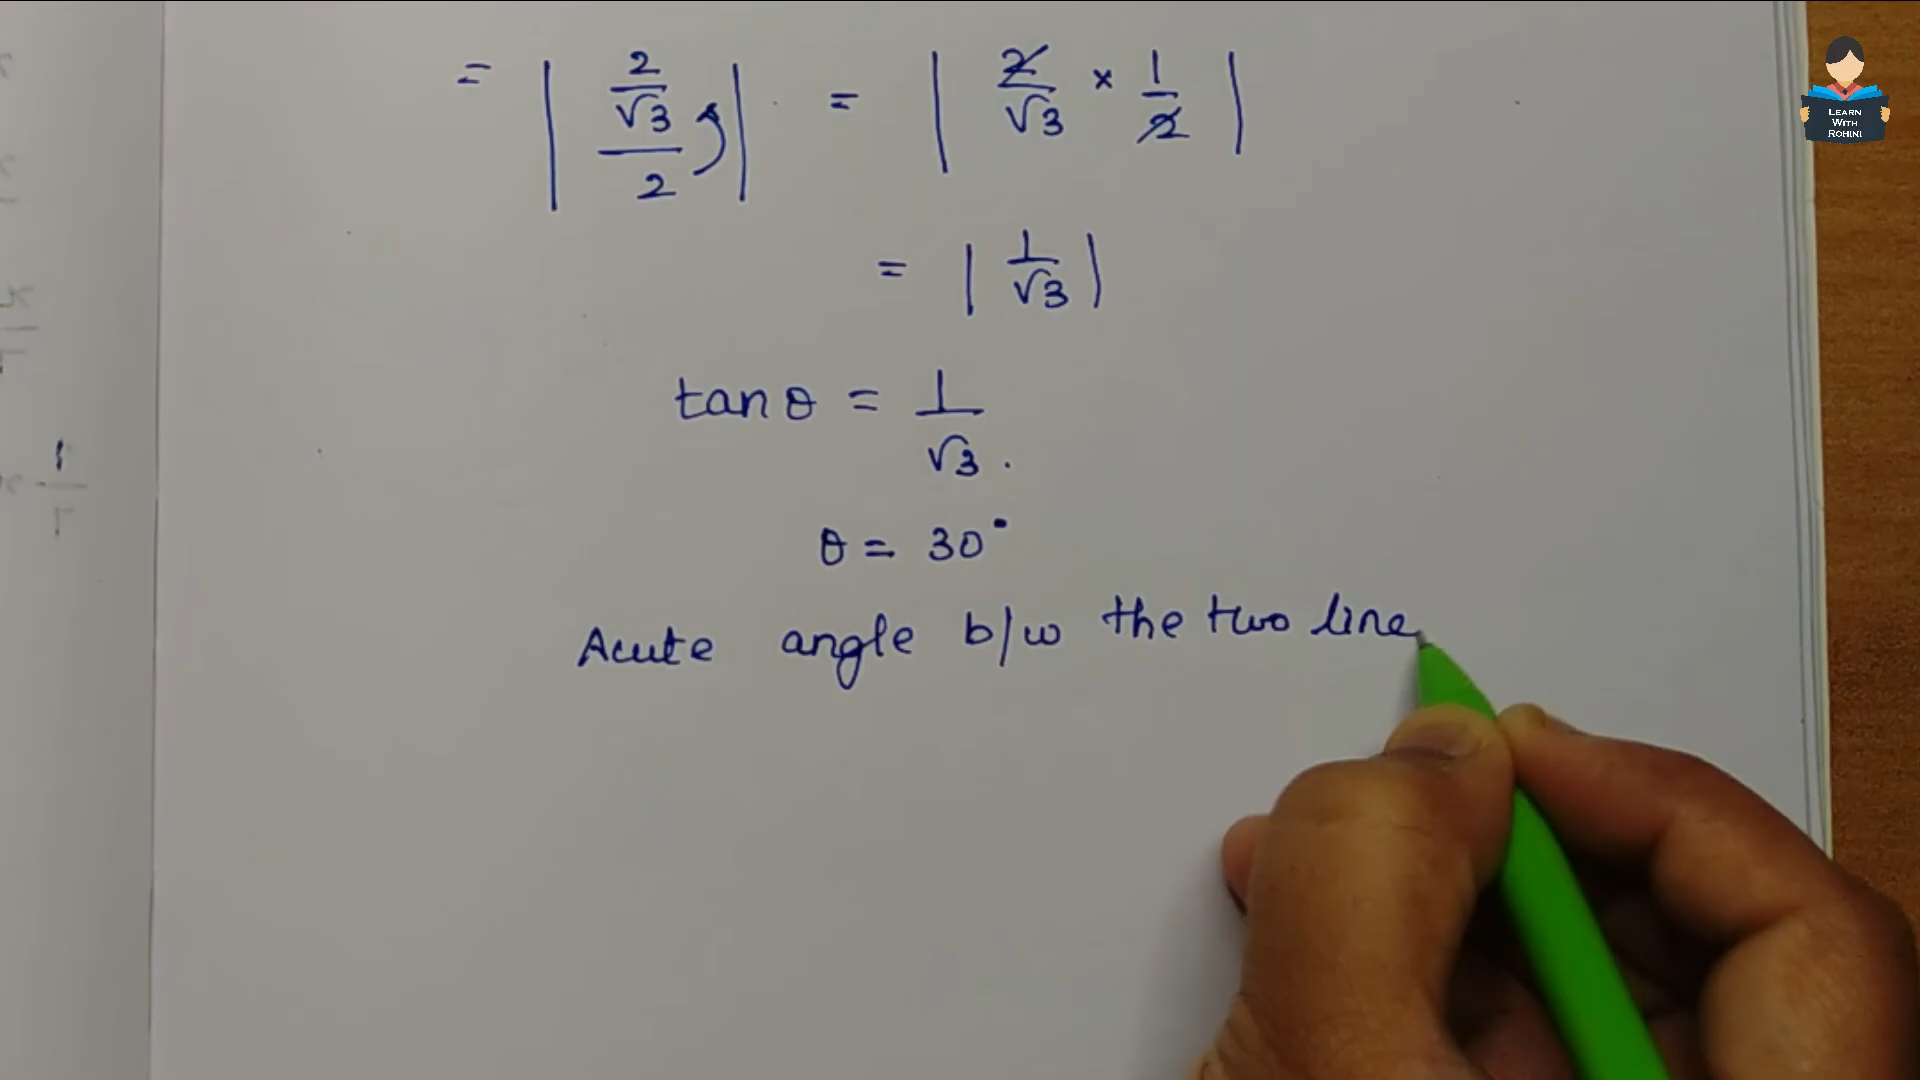 = | 2/√3 / 2 | = | 2/√3 × 1/2 |
= | 1/√3 |
tan θ = 1/√3.
θ = 30°
Acute angle b/w the two line
LEARN
WITH
ROHINI